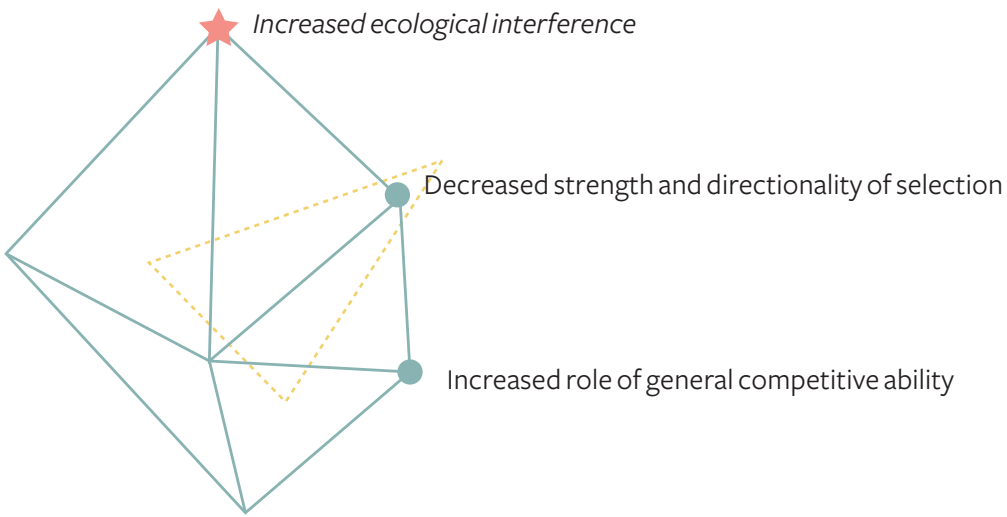 Increased ecological interference
Decreased strength and directionality of selection
Increased role of general competitive ability